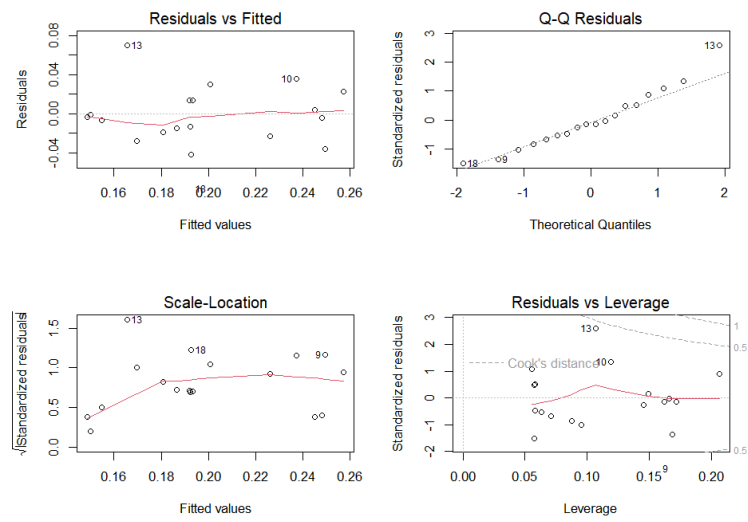 Residuals vs Fitted
Residuals
-0.04 0.00 0.04 0.08
13
10
18
0.16 0.18 0.20 0.22 0.24 0.26
Fitted values
Q-Q Residuals
Standardized residuals
-1 0 1 2 3
13
18
9
-2 -1 0 1 2
Theoretical Quantiles
Scale-Location
√|Standardized residuals|
0.0 0.5 1.0 1.5
13
18
9
0.16 0.18 0.20 0.22 0.24 0.26
Fitted values
Residuals vs Leverage
Standardized residuals
-2 -1 0 1 2 3
13
10
Cook's distance
1
0.5
0.5
9
0.00 0.05 0.10 0.15 0.20
Leverage